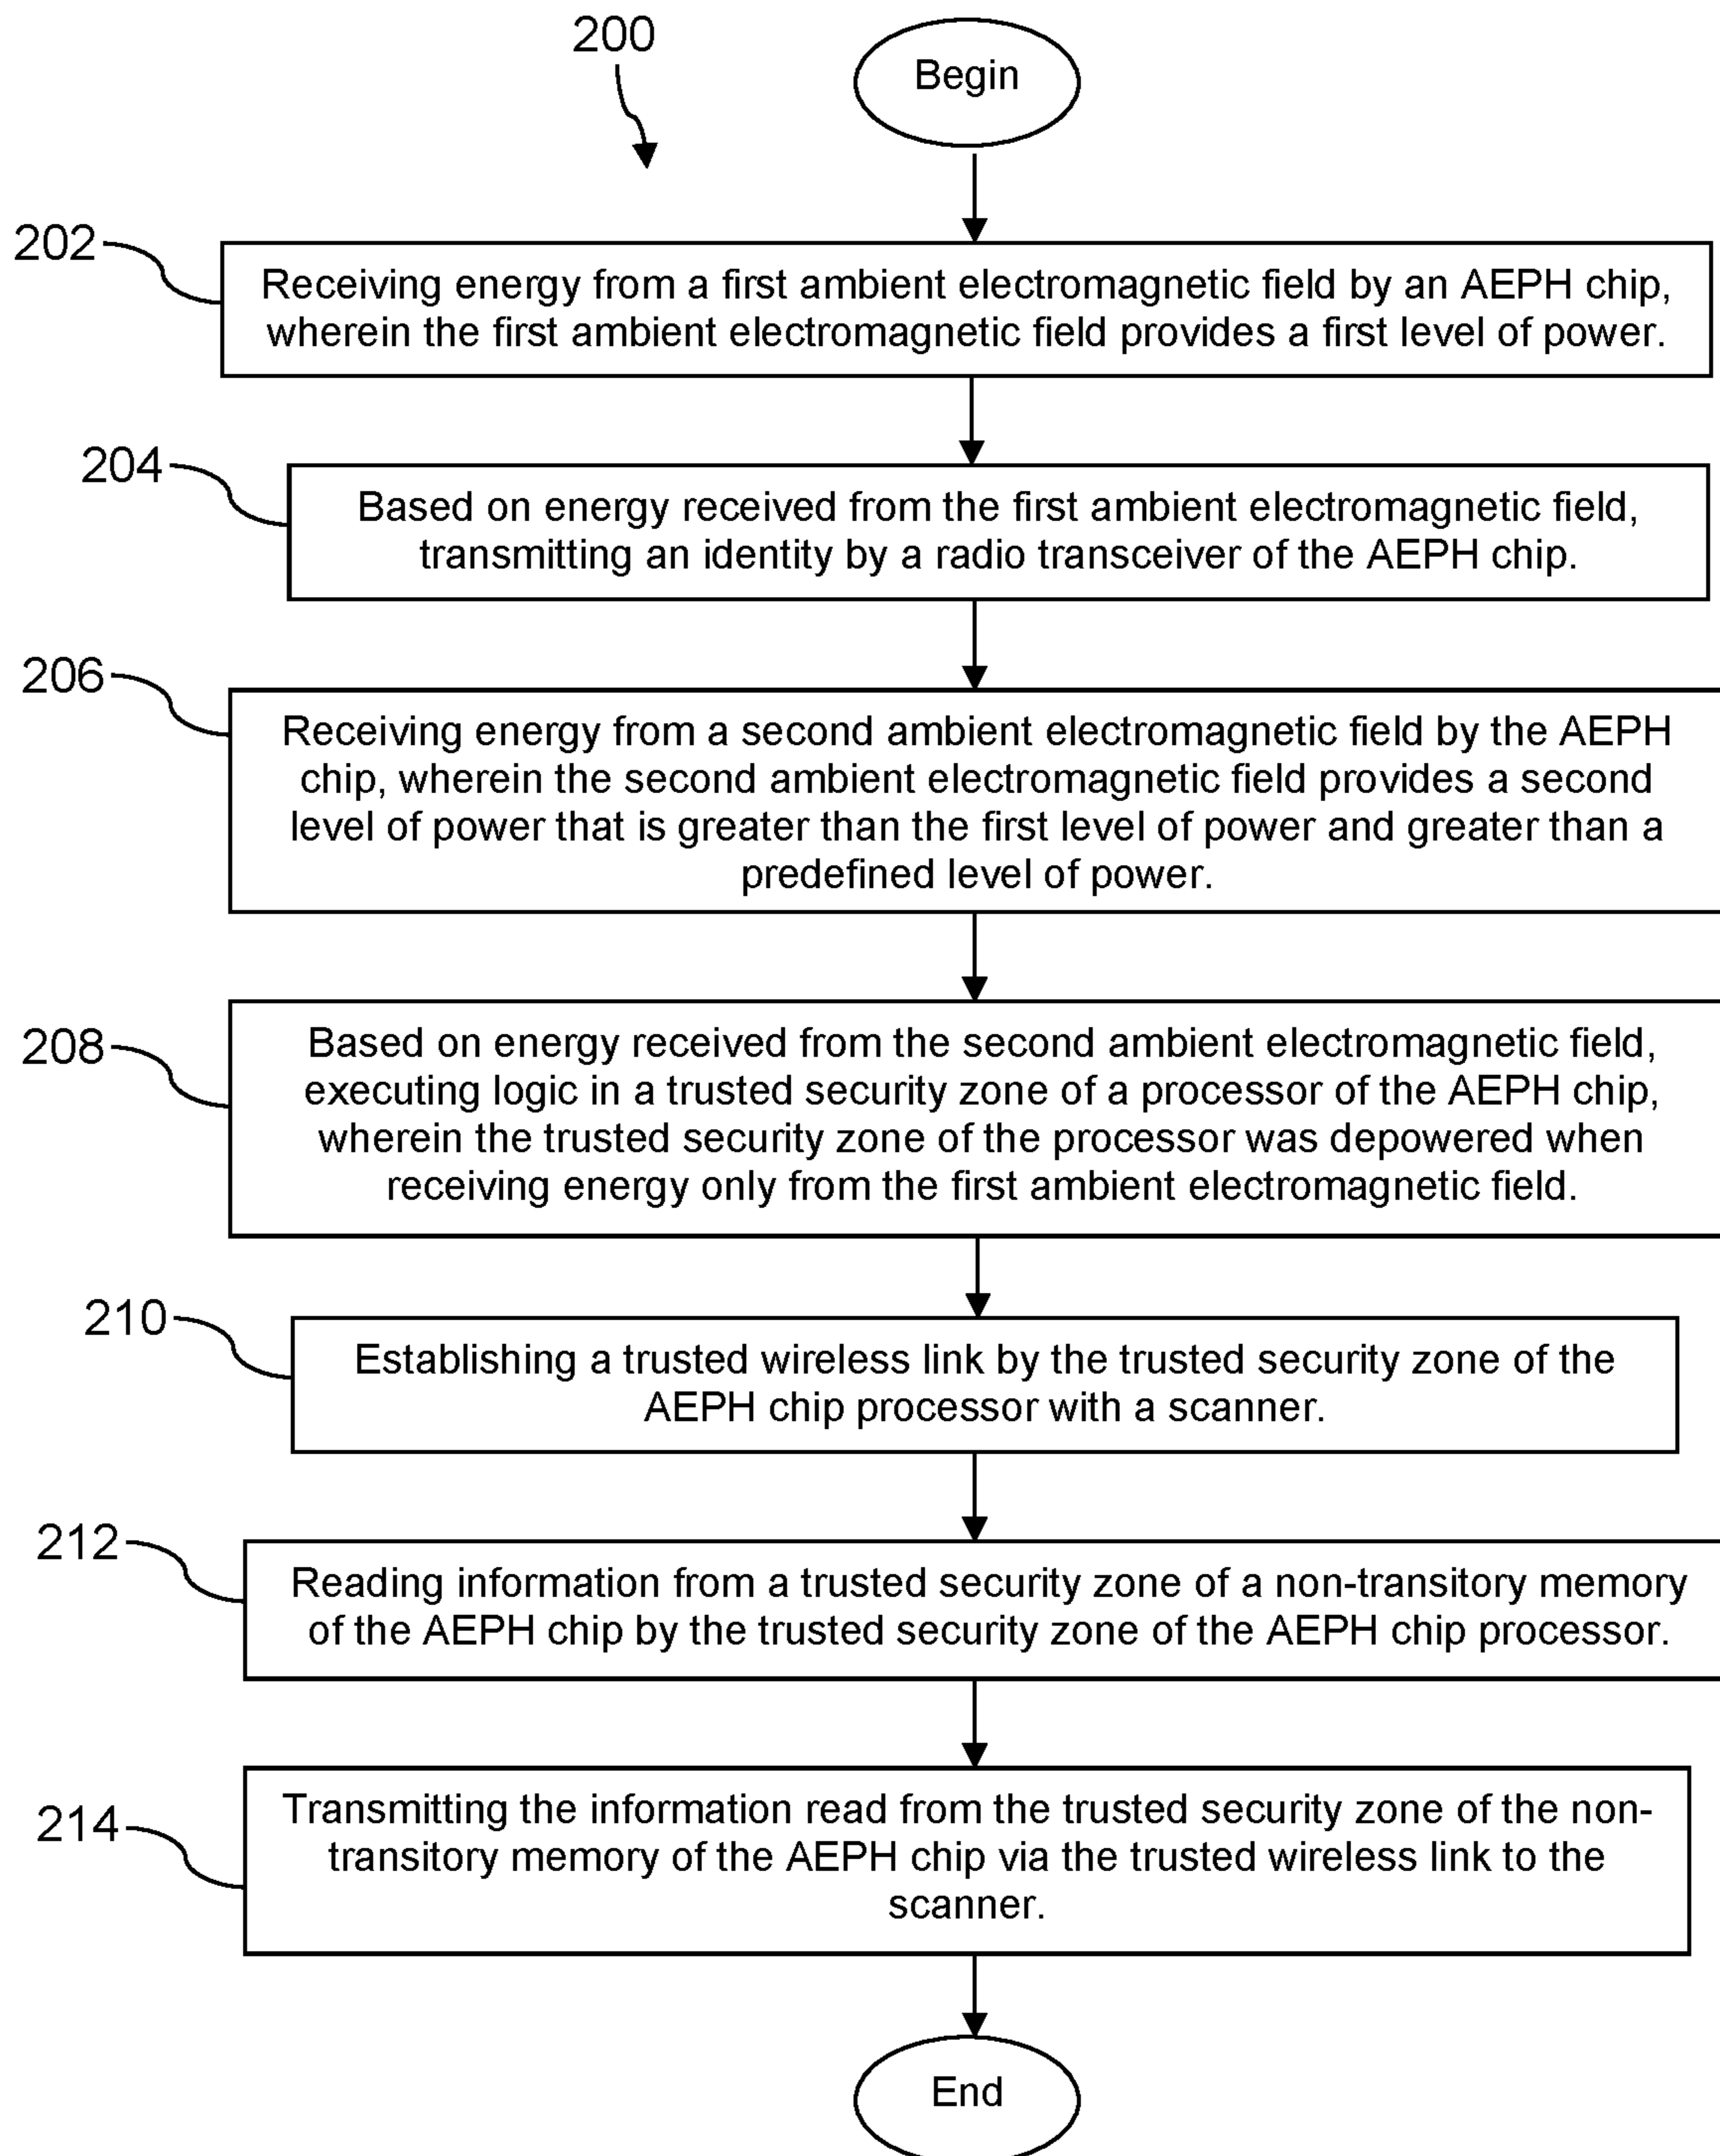 200
Begin
202
Receiving energy from a first ambient electromagnetic field by an AEPH chip,
wherein the first ambient electromagnetic field provides a first level of power.
204
Based on energy received from the first ambient electromagnetic field,
transmitting an identity by a radio transceiver of the AEPH chip.
206
Receiving energy from a second ambient electromagnetic field by the AEPH
chip, wherein the second ambient electromagnetic field provides a second
level of power that is greater than the first level of power and greater than a
predefined level of power.
208
Based on energy received from the second ambient electromagnetic field,
executing logic in a trusted security zone of a processor of the AEPH chip,
wherein the trusted security zone of the processor was depowered when
receiving energy only from the first ambient electromagnetic field.
210
Establishing a trusted wireless link by the trusted security zone of the
AEPH chip processor with a scanner.
212
Reading information from a trusted security zone of a non-transitory memory
of the AEPH chip by the trusted security zone of the AEPH chip processor.
214
Transmitting the information read from the trusted security zone of the non-
transitory memory of the AEPH chip via the trusted wireless link to the
scanner.
End